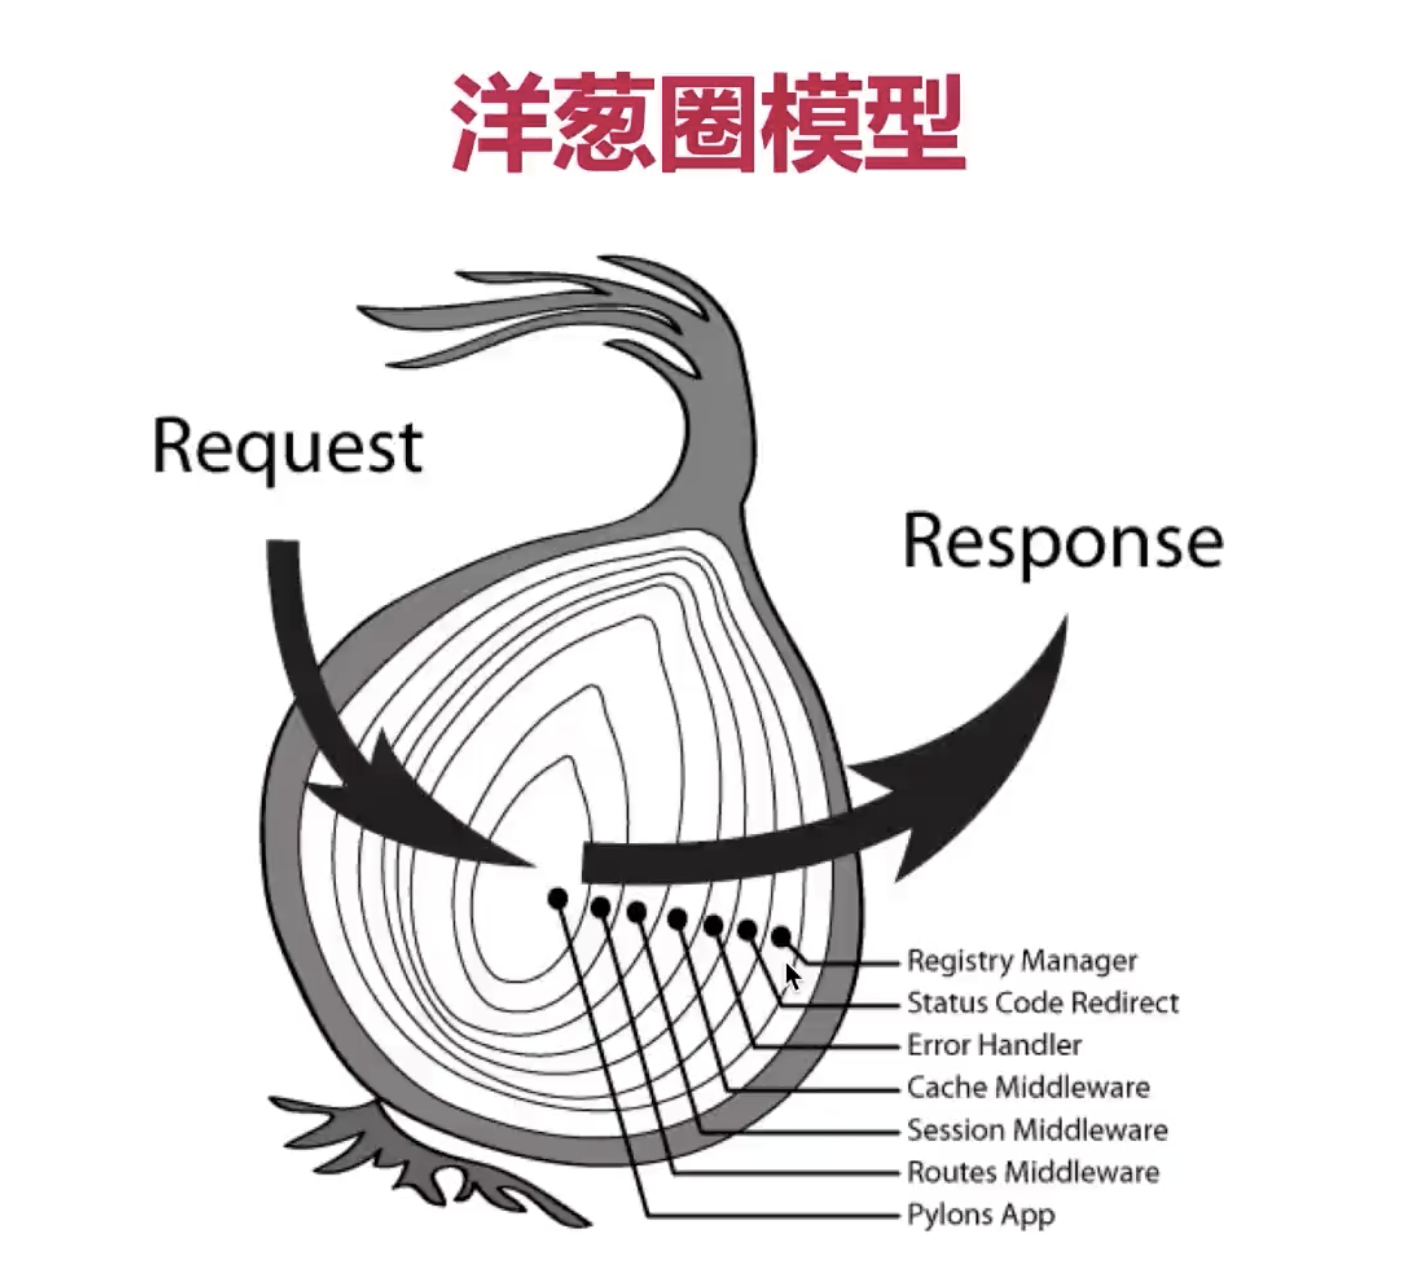 洋葱圈模型
Request
Response
Registry Manager
Status Code Redirect
Error Handler
Cache Middleware
Session Middleware
Routes Middleware
Pylons App